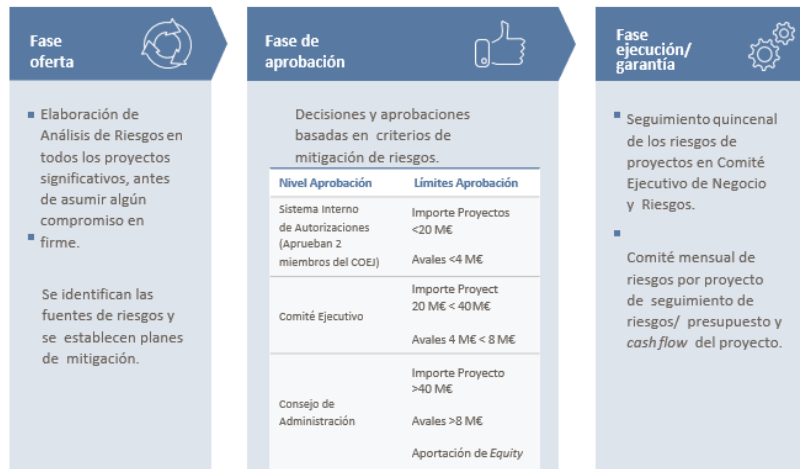 Fase
oferta
Elaboración de
Análisis de Riesgos en
todos los proyectos
significativos, antes
de asumir algún
compromiso en
firme.
Se identifican las
fuentes de riesgos y
se establecen planes
de mitigación.
Fase de
aprobación
Decisiones y aprobaciones
basadas en criterios de
mitigación de riesgos.
Nivel Aprobación Límites Aprobación
Sistema Interno
de Autorizaciones
(Aprueban 2
miembros del COEJ)
Importe Proyectos
<20 M€
Avales <4 M€
Comité Ejecutivo
Importe Proyect
20 M€ < 40M€
Avales 4 M€ < 8 M€
Consejo de
Administración
Importe Proyecto
>40 M€
Avales >8 M€
Aportación de Equity
Fase
ejecución/
garantía
Seguimiento quincenal
de los riesgos de
proyectos en Comité
Ejecutivo de Negocio
y Riesgos.
Comité mensual de
riesgos por proyecto
de seguimiento de
riesgos/ presupuesto y
cash flow del proyecto.